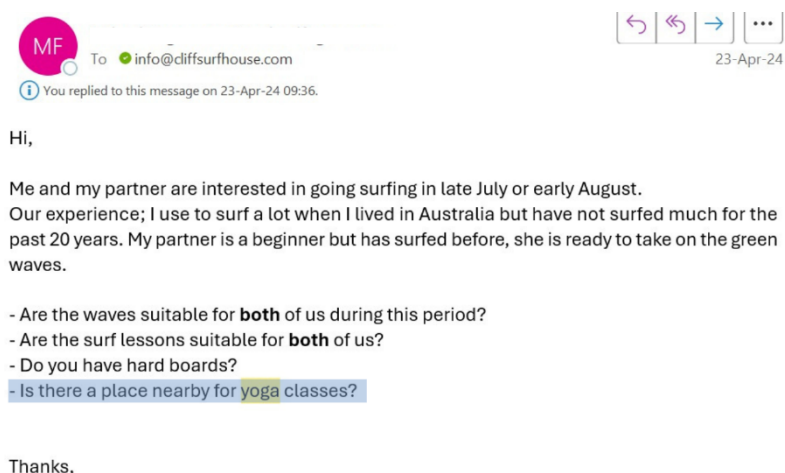 MF
To info@cliffsurfhouse.com
23-Apr-24
You replied to this message on 23-Apr-24 09:36.
Hi,
Me and my partner are interested in going surfing in late July or early August.
Our experience; I use to surf a lot when I lived in Australia but have not surfed much for the
past 20 years. My partner is a beginner but has surfed before, she is ready to take on the green
waves.
- Are the waves suitable for both of us during this period?
- Are the surf lessons suitable for both of us?
- Do you have hard boards?
- Is there a place nearby for yoga classes?
Thanks,